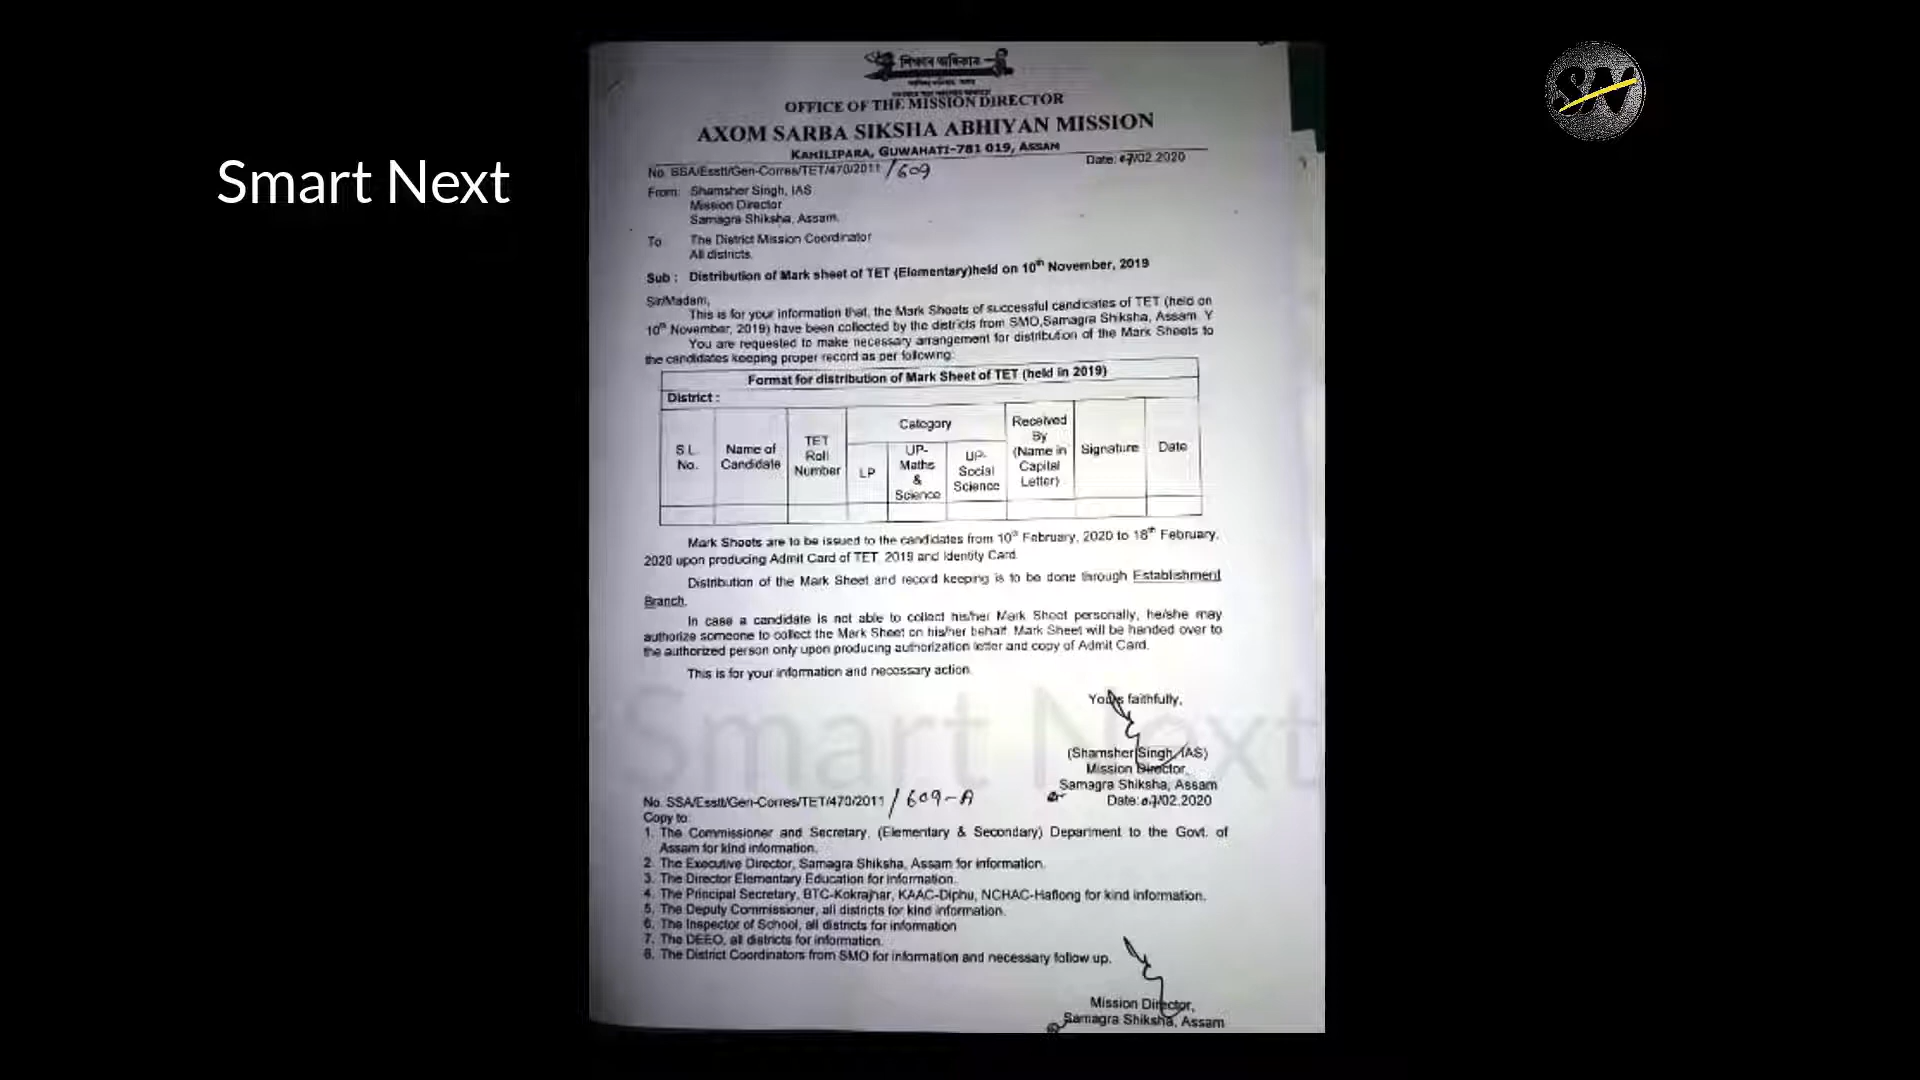 Smart Next
SN
শিক্ষাৰ অধিকাৰ
OFFICE OF THE MISSION DIRECTOR
AXOM SARBA SIKSHA ABHIYAN MISSION
KAHILIPARA, GUWAHATI-781 019, ASSAM
No. SSA/Esstt/Gen-Corres/TET/470/2011/609
Date: 07/02.2020
From: Shamsher Singh, IAS
Mission Director
Samagra Shiksha, Assam.
To The District Mission Coordinator
All districts.
Sub : Distribution of Mark sheet of TET (Elementary)held on 10th November, 2019
Sir/Madam,
This is for your information that, the Mark Sheets of successful candidates of TET (held on
10th November, 2019) have been collected by the districts from SMO,Samagra Shiksha, Assam. Y
You are requested to make necessary arrangement for distribution of the Mark Sheets to
the candidates keeping proper record as per following:
Format for distribution of Mark Sheet of TET (held in 2019)
District :
S.L. No.
Name of Candidate
TET Roll Number
Category
LP
UP- Maths & Science
UP- Social Science
Received By (Name in Capital Letter)
Signature
Date
Mark Sheets are to be issued to the candidates from 10th February, 2020 to 18th February,
2020 upon producing Admit Card of TET 2019 and Identity Card.
Distribution of the Mark Sheet and record keeping is to be done through Establishment
Branch.
In case a candidate is not able to collect his/her Mark Sheet personally, he/she may
authorize someone to collect the Mark Sheet on his/her behalf. Mark Sheet will be handed over to
the authorized person only upon producing authorization letter and copy of Admit Card.
This is for your information and necessary action.
Smart Next
Yours faithfully,
(Shamsher Singh, IAS)
Mission Director,
Samagra Shiksha, Assam
No. SSA/Esstt/Gen-Corres/TET/470/2011/609-A
Date: 07/02.2020
Copy to:
1. The Commissioner and Secretary, (Elementary & Secondary) Department to the Govt. of
Assam for kind information.
2. The Executive Director, Samagra Shiksha, Assam for information.
3. The Director Elementary Education for information.
4. The Principal Secretary, BTC-Kokrajhar, KAAC-Diphu, NCHAC-Haflong for kind information.
5. The Deputy Commissioner, all districts for kind information.
6. The Inspector of School, all districts for information
7. The DEEO, all districts for information.
8. The District Coordinators from SMO for information and necessary follow up.
Mission Director,
Samagra Shiksha, Assam